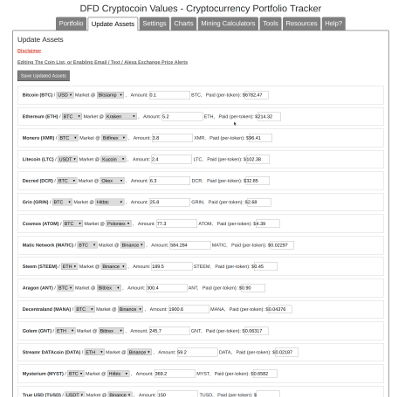 DFD Cryptocoin Values - Cryptocurrency Portfolio Tracker
Portfolio Update Assets Settings Charts Mining Calculators Tools Resources Help?
Update Assets
Disclaimer
Editing The Coin List, or Enabling Email / Text / Alexa Exchange Price Alerts
Save Updated Assets
Bitcoin (BTC) / USD Market @ Bitstamp , Amount: 0.1 BTC, Paid (per-token): $6782.47
Ethereum (ETH) / BTC Market @ Kraken , Amount: 5.2 ETH, Paid (per-token): $214.32
Monero (XMR) / BTC Market @ Bittrex , Amount: 3.8 XMR, Paid (per-token): $98.41
Litecoin (LTC) / USDT Market @ Kucoin , Amount: 2.4 LTC, Paid (per-token): $102.38
Decred (DCR) / BTC Market @ Okex , Amount: 6.3 DCR, Paid (per-token): $32.85
Grin (GRIN) / BTC Market @ Hitbtc , Amount: 25.8 GRIN, Paid (per-token): $2.68
Cosmos (ATOM) / BTC Market @ Poloniex , Amount: 77.3 ATOM, Paid (per-token): $4.35
Matic Network (MATIC) / BTC Market @ Binance , Amount: 584.284 MATIC, Paid (per-token): $0.02297
Steem (STEEM) / ETH Market @ Binance , Amount: 189.5 STEEM, Paid (per-token): $0.45
Aragon (ANT) / BTC Market @ Bittrex , Amount: 300.4 ANT, Paid (per-token): $0.99
Decentraland (MANA) / BTC Market @ Binance , Amount: 1900.6 MANA, Paid (per-token): $0.04376
Golem (GNT) / ETH Market @ Bittrex , Amount: 245.7 GNT, Paid (per-token): $0.06317
Streamr DATAcoin (DATA) / ETH Market @ Binance , Amount: 59.2 DATA, Paid (per-token): $0.02187
Mysterium (MYST) / BTC Market @ Hitbtc , Amount: 369.2 MYST, Paid (per-token): $0.6582
True USD (TUSD) / USDT Market @ Binance , Amount: 150 TUSD, Paid (per-token): $